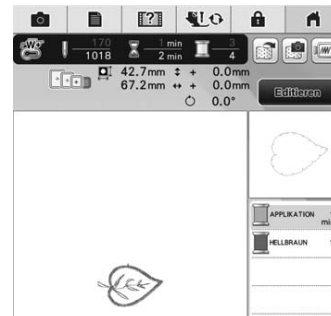 170 1 min 3
1018 2 min 4
42.7mm ↕ + 0.0mm
67.2mm ↔ + 0.0mm
0.0°
Editieren
APPLIKATION
mi
HELLBRAUN